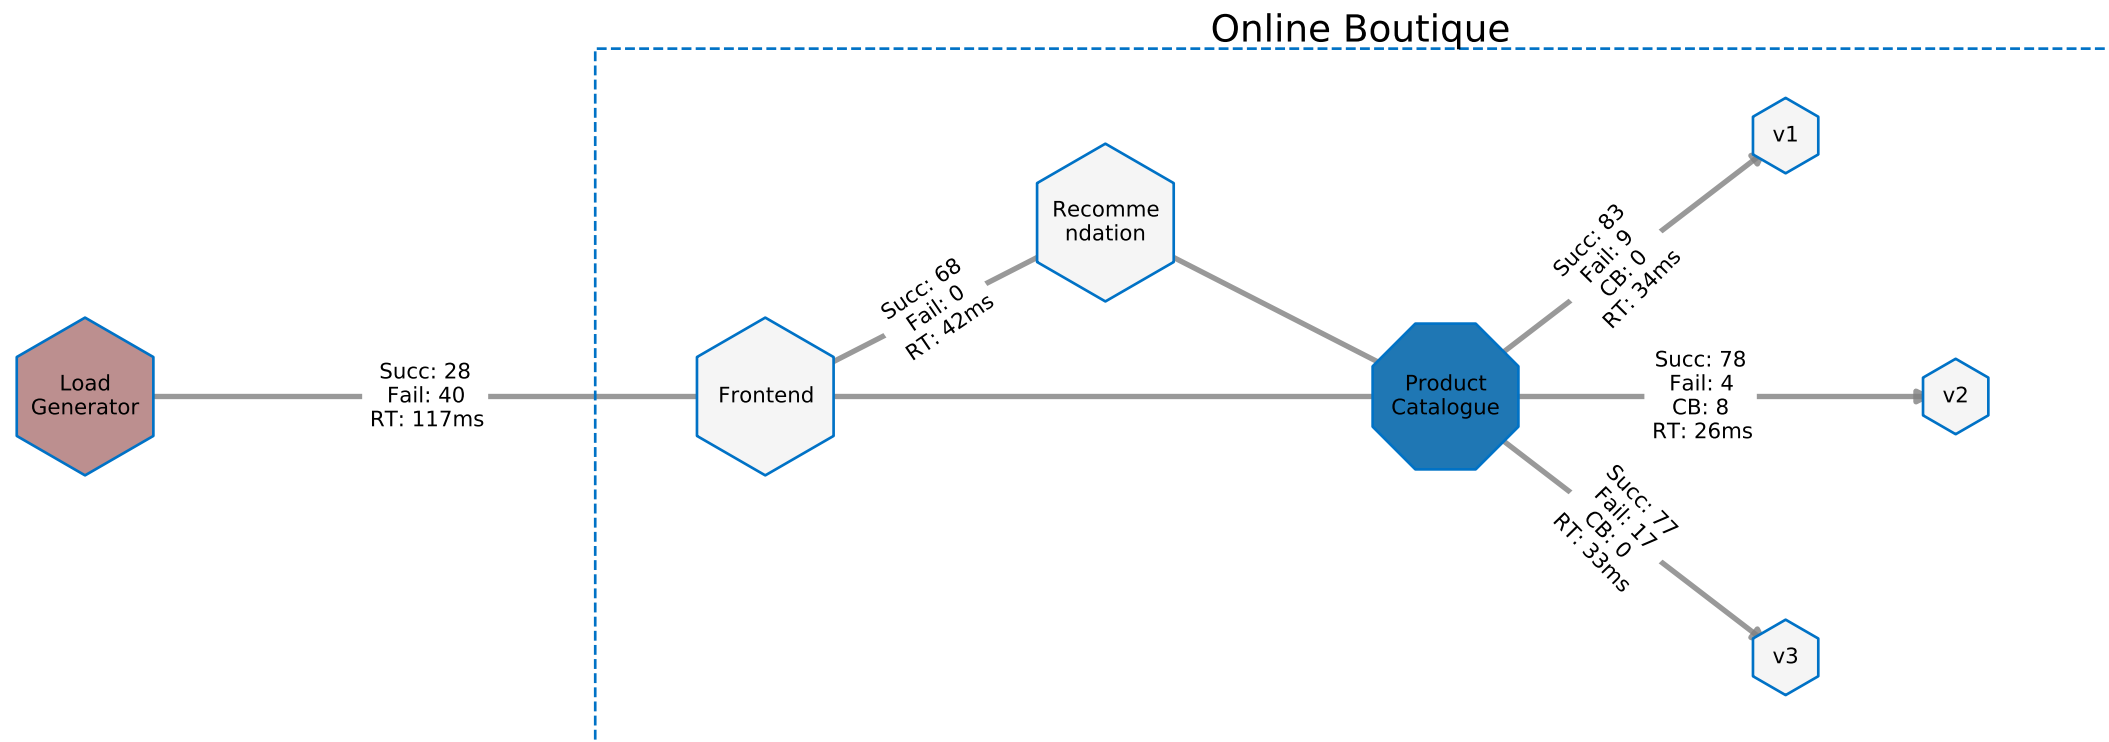 Online Boutique
Load
Generator
Succ: 28
Fail: 40
RT: 117ms
Frontend
Succ: 68
Fail: 0
RT: 42ms
Recomme
ndation
Product
Catalogue
Succ: 83
Fail: 9
CB: 0
RT: 34ms
v1
Succ: 78
Fail: 4
CB: 8
RT: 26ms
v2
Succ: 77
Fail: 17
CB: 0
RT: 33ms
v3